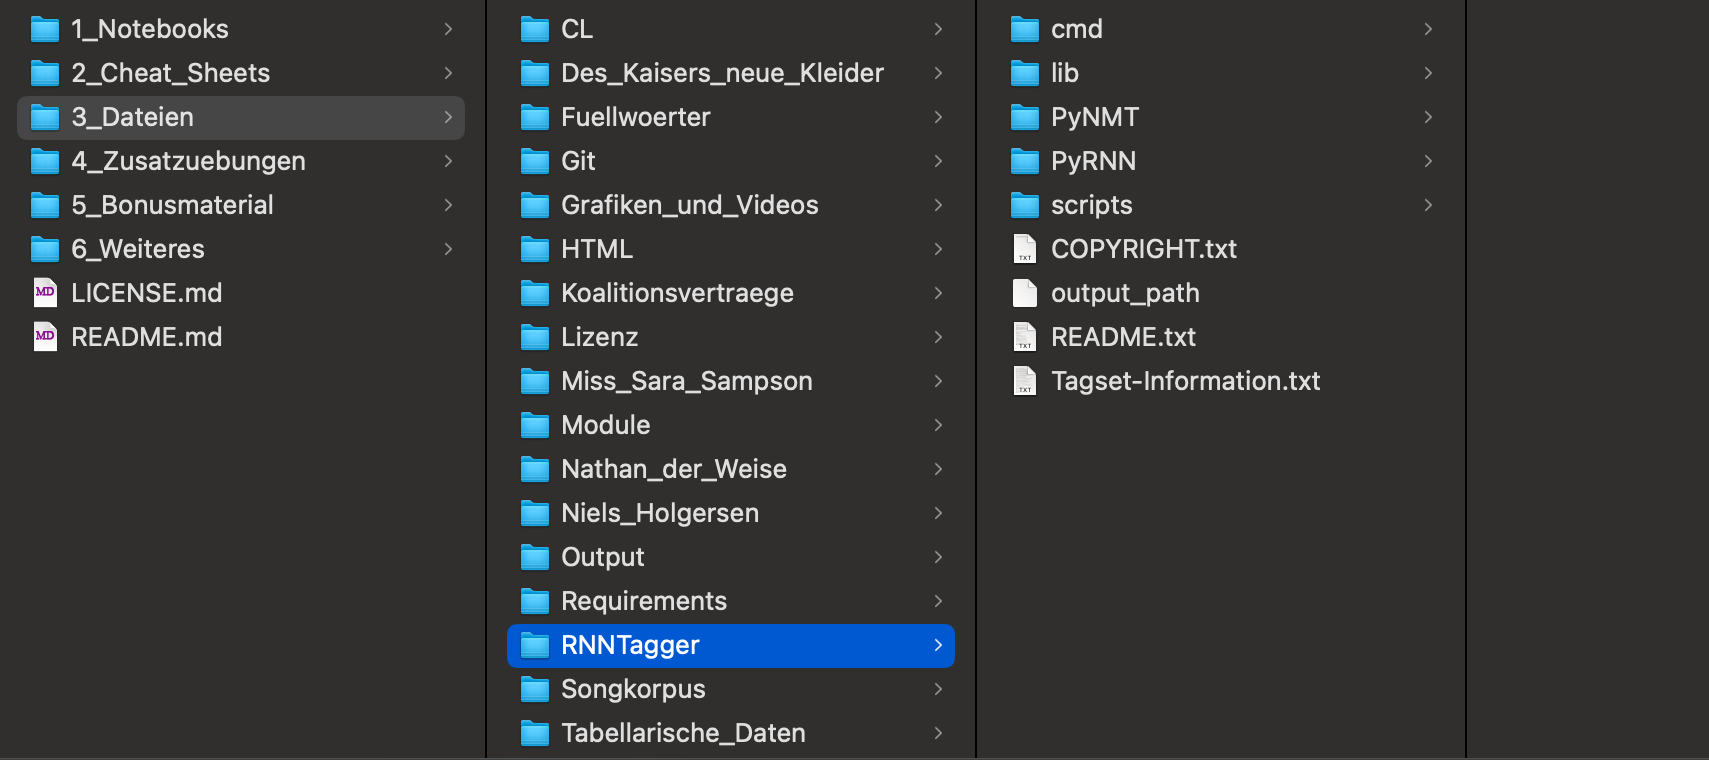 1_Notebooks
2_Cheat_Sheets
3_Dateien
4_Zusatzuebungen
5_Bonusmaterial
6_Weiteres
MD LICENSE.md
MD README.md
CL
Des_Kaisers_neue_Kleider
Fuellwoerter
Git
Grafiken_und_Videos
HTML
Koalitionsvertraege
Lizenz
Miss_Sara_Sampson
Module
Nathan_der_Weise
Niels_Holgersen
Output
Requirements
RNNTagger
Songkorpus
Tabellarische_Daten
cmd
lib
PyNMT
PyRNN
scripts
TXT COPYRIGHT.txt
output_path
TXT README.txt
TXT Tagset-Information.txt